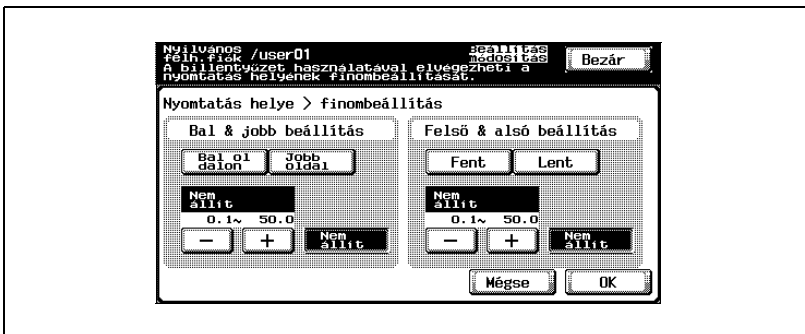 Nyilvános
félh.fiók /user01
Beállítás
módosítás
Bezár
A billentyűzet használatával elvégezheti a
nyomtatás helyének finombeállítását.
Nyomtatás helye > finombeállítás
Bal & jobb beállítás
Felső & alsó beállítás
Bal ol
dalon
Jobb
oldal
Fent
Lent
Nem
állít
Nem
állít
0.1~ 50.0
0.1~ 50.0
− + Nem
állít
− + Nem
állít
Mégse
OK